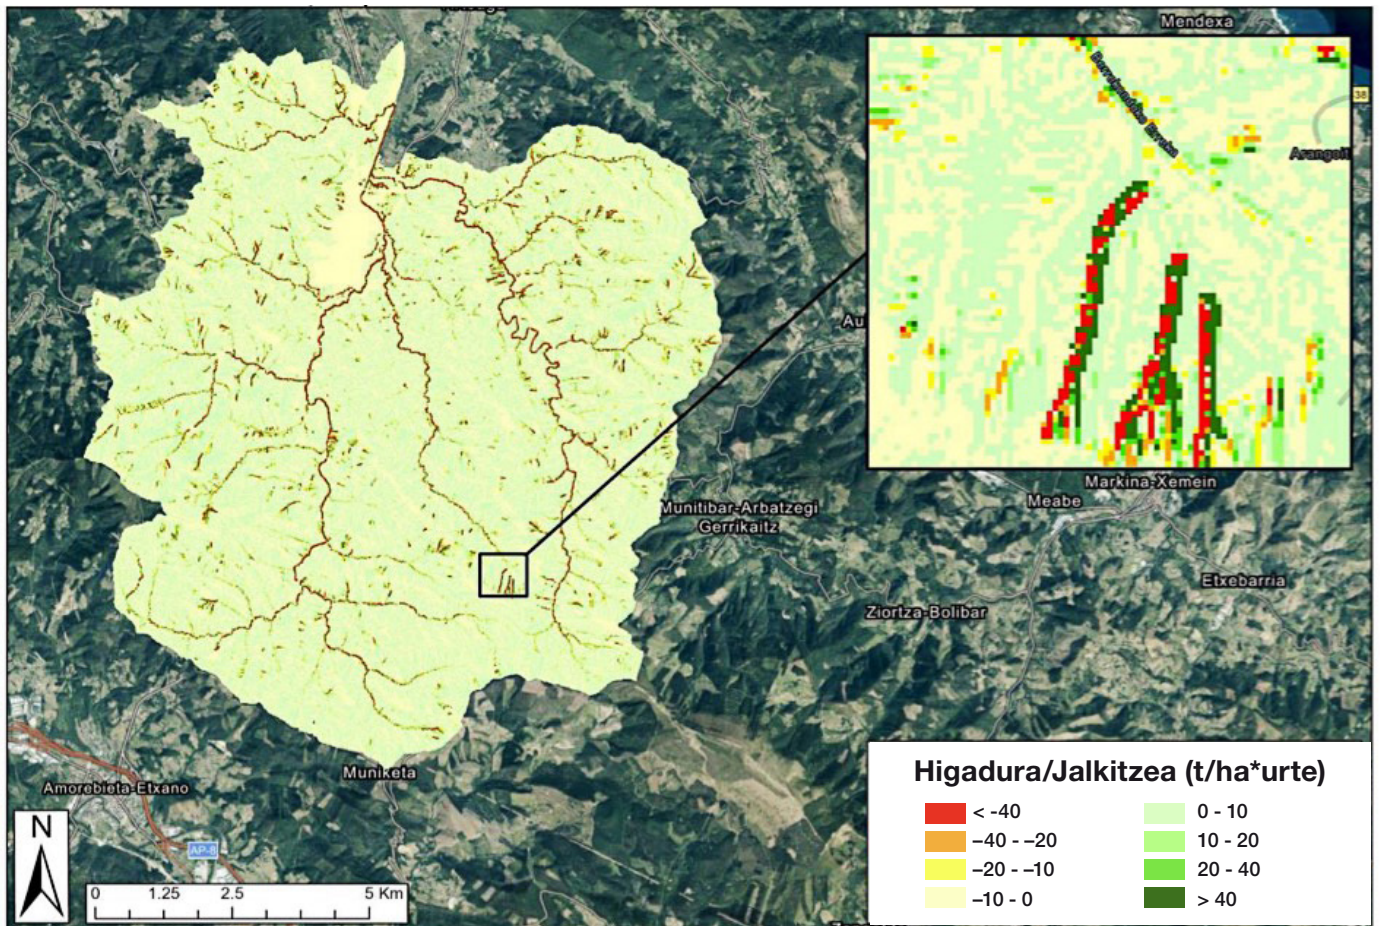 Mendexa
38
Arangoit
Au
Markina-Xemein
Meabe
Munitibar-Arbatzegi
Gerrikaitz
Etxebarria
Ziortza-Bolibar
Muniketa
Amorebieta-Etxano
AP-8
N
0 1.25 2.5 5 Km
Higadura/Jalkitzea (t/ha*urte)
< -40
–40 - –20
–20 - –10
–10 - 0
0 - 10
10 - 20
20 - 40
> 40